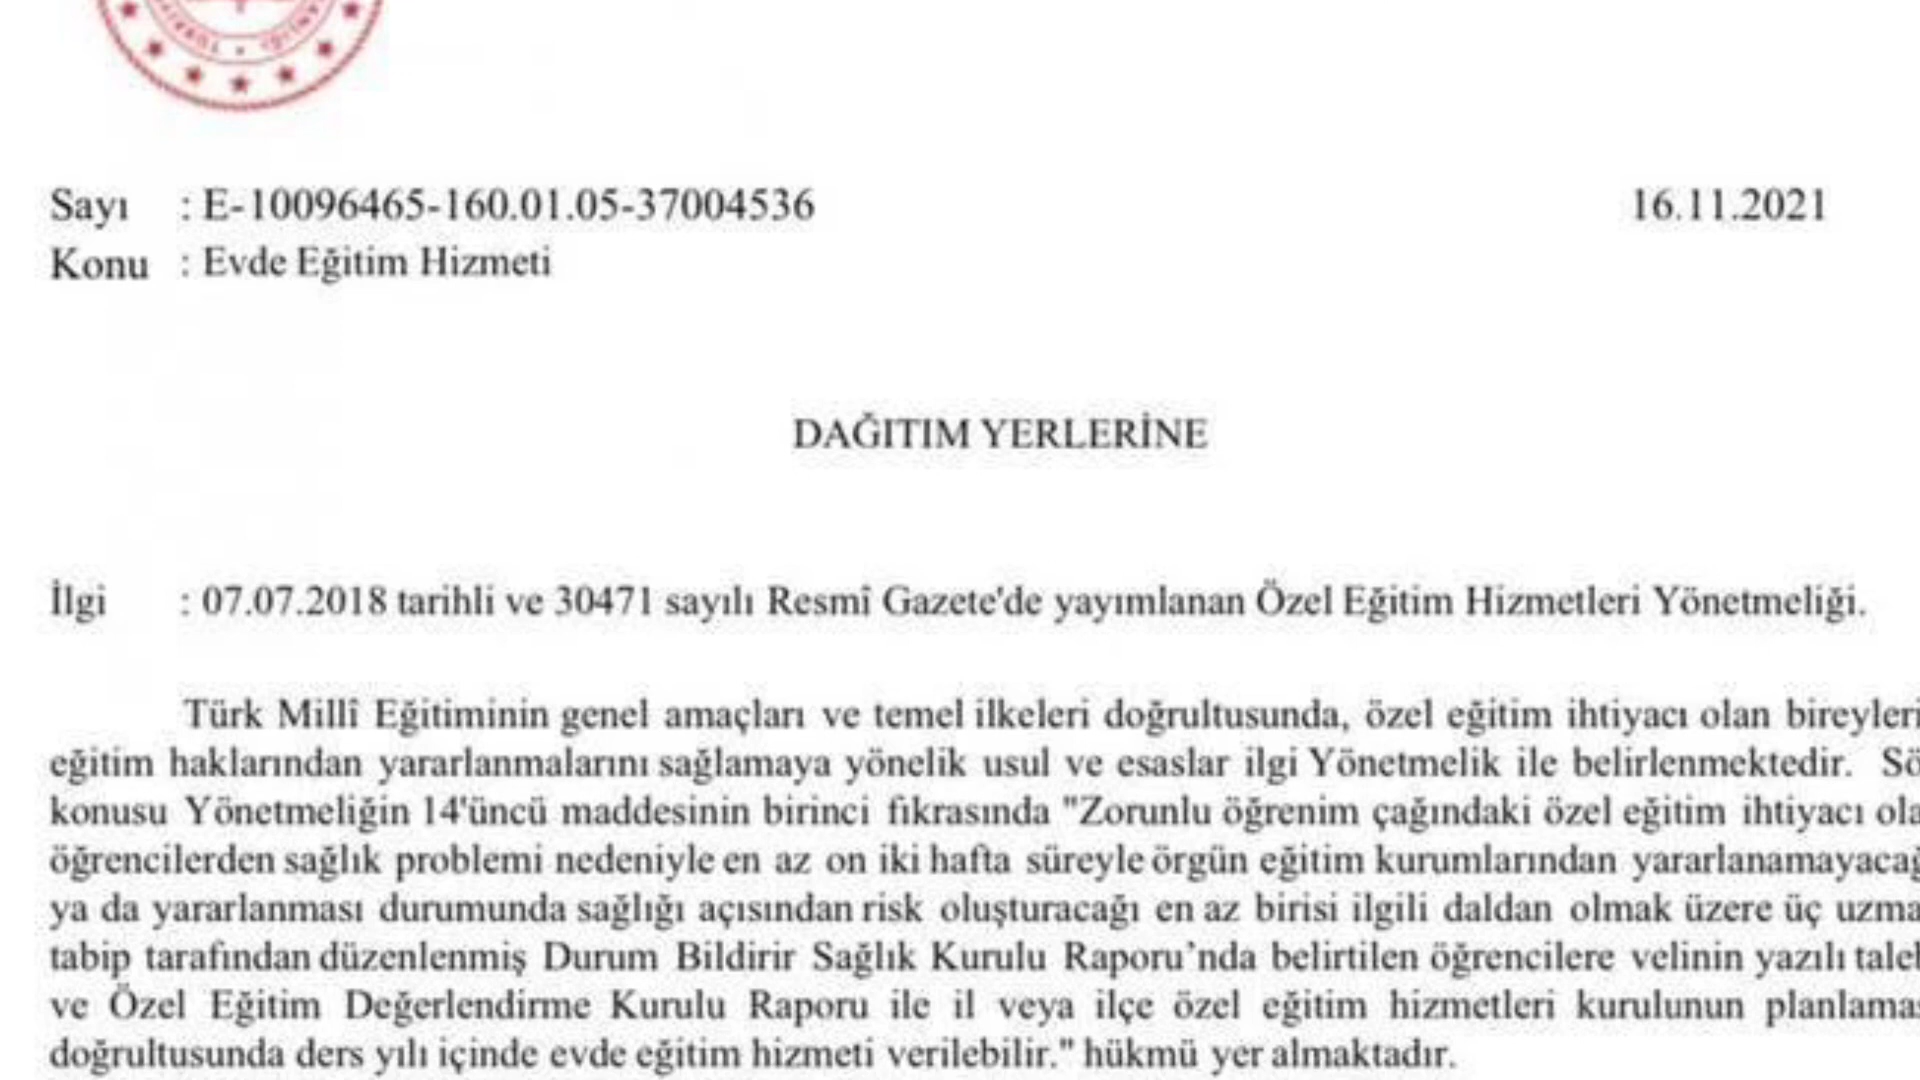 Sayı : E-10096465-160.01.05-37004536 16.11.2021
Konu : Evde Eğitim Hizmeti
DAĞITIM YERLERİNE
İlgi : 07.07.2018 tarihli ve 30471 sayılı Resmî Gazete'de yayımlanan Özel Eğitim Hizmetleri Yönetmeliği.
Türk Millî Eğitiminin genel amaçları ve temel ilkeleri doğrultusunda, özel eğitim ihtiyacı olan bireyleri
eğitim haklarından yararlanmalarını sağlamaya yönelik usul ve esaslar ilgi Yönetmelik ile belirlenmektedir. Sö
konusu Yönetmeliğin 14'üncü maddesinin birinci fıkrasında "Zorunlu öğrenim çağındaki özel eğitim ihtiyacı ola
öğrencilerden sağlık problemi nedeniyle en az on iki hafta süreyle örgün eğitim kurumlarından yararlanamayacağ
ya da yararlanması durumunda sağlığı açısından risk oluşturacağı en az birisi ilgili daldan olmak üzere üç uzma
tabip tarafından düzenlenmiş Durum Bildirir Sağlık Kurulu Raporu’nda belirtilen öğrencilere velinin yazılı taleb
ve Özel Eğitim Değerlendirme Kurulu Raporu ile il veya ilçe özel eğitim hizmetleri kurulunun planlamas
doğrultusunda ders yılı içinde evde eğitim hizmeti verilebilir." hükmü yer almaktadır.